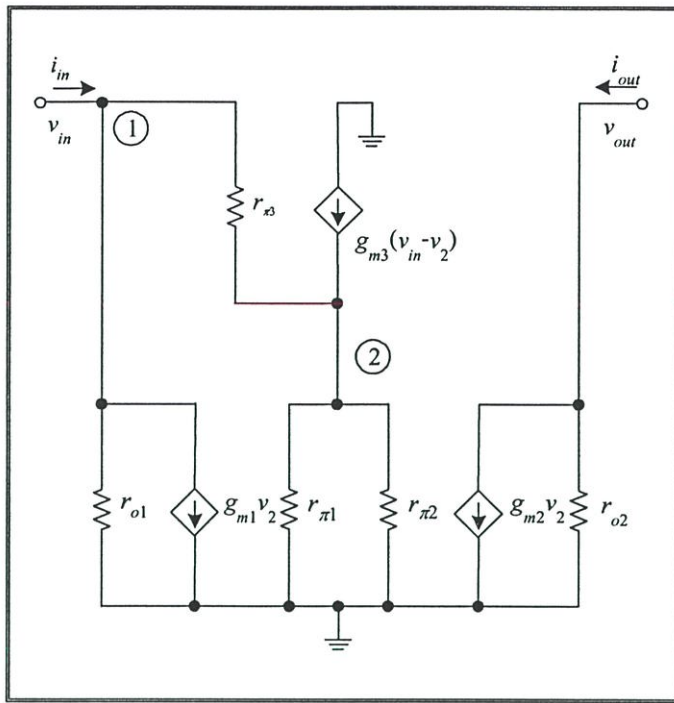 i_in
i_out
v_in
1
v_out
r_π3
g_m3(v_in-v_2)
2
r_o1
g_m1v_2
r_π1
r_π2
g_m2v_2
r_o2